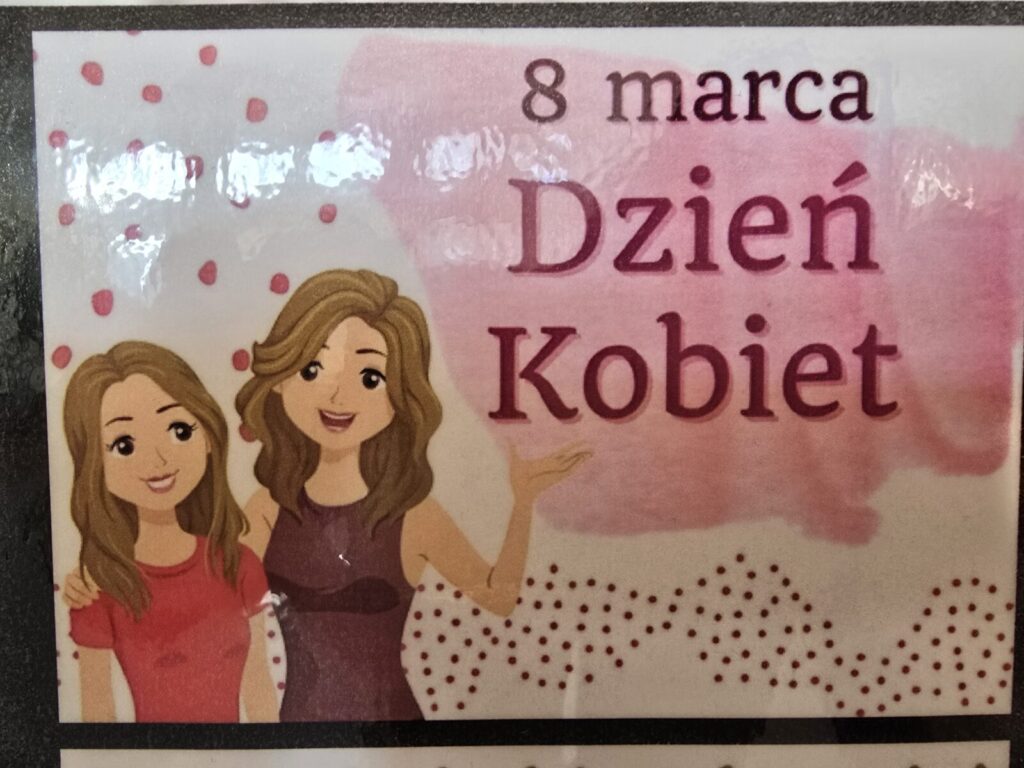 8 marca
Dzień
Kobiet